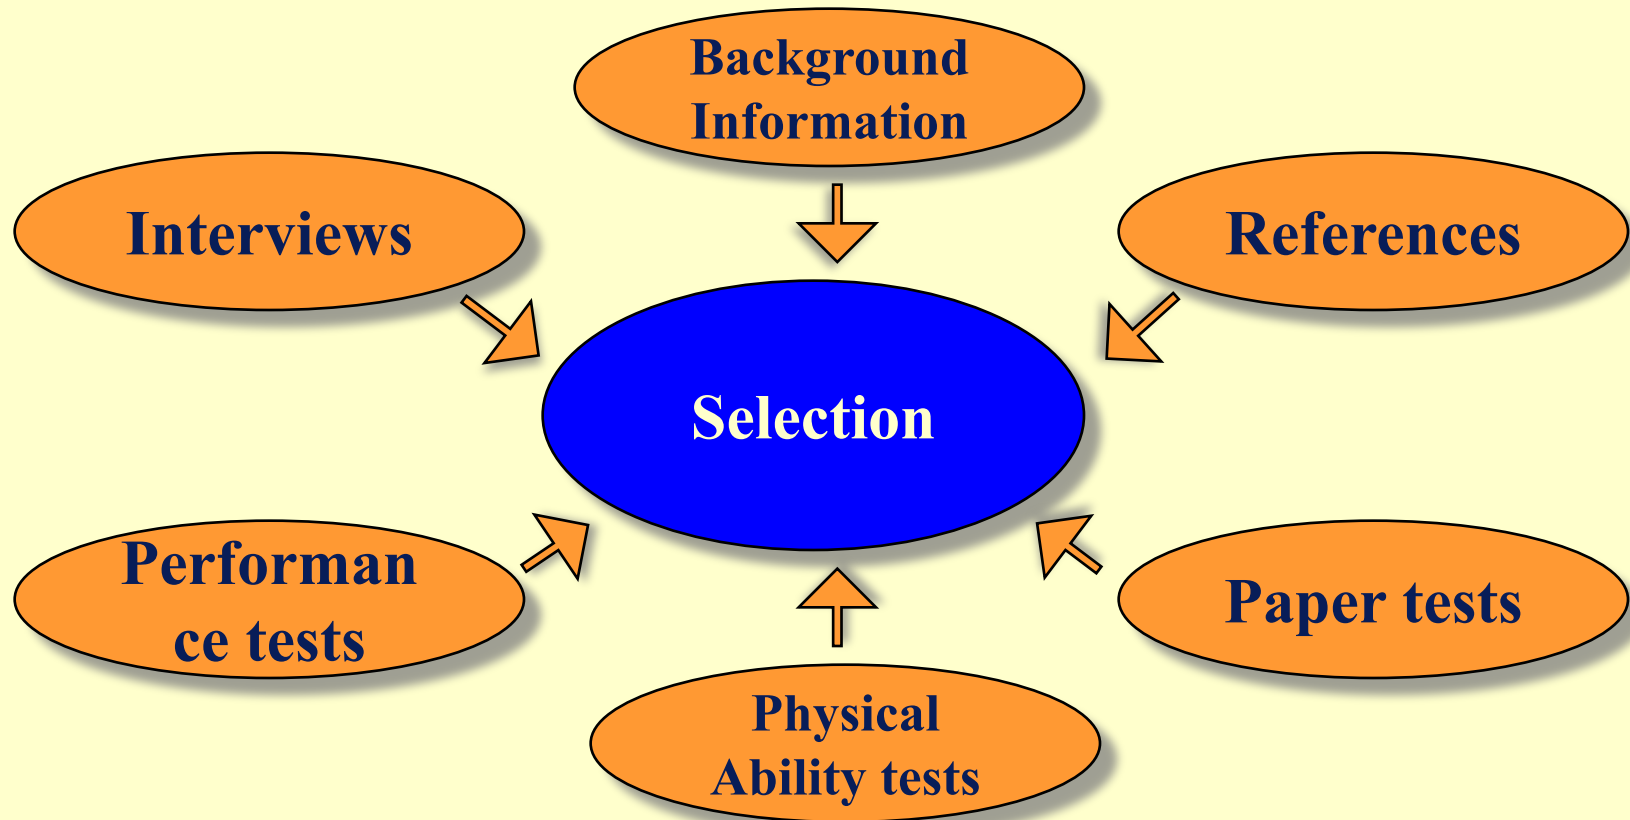 Background
Information
Interviews
References
Selection
Performan
ce tests
Paper tests
Physical
Ability tests